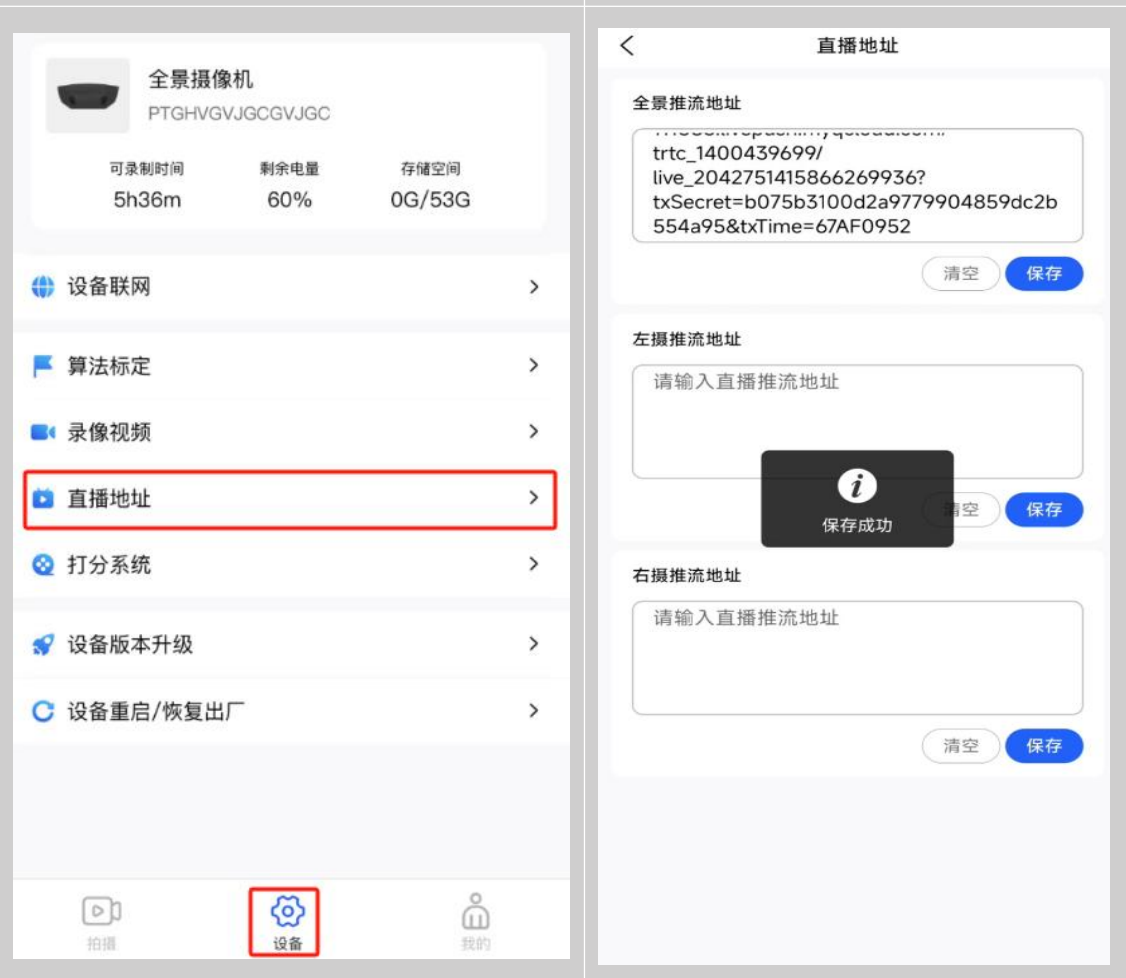 全景摄像机
PTGHVGVJGCGVJGC
可录制时间
剩余电量
存储空间
5h36m
60%
0G/53G
设备联网
算法标定
录像视频
直播地址
打分系统
设备版本升级
设备重启/恢复出厂
拍摄
设备
我的
直播地址
全景推流地址
trtc_1400439699/
live_2042751415866269936?
txSecret=b075b3100d2a9779904859dc2b
554a95&txTime=67AF0952
清空
保存
左摄推流地址
请输入直播推流地址
保存成功
清空
保存
右摄推流地址
请输入直播推流地址
清空
保存